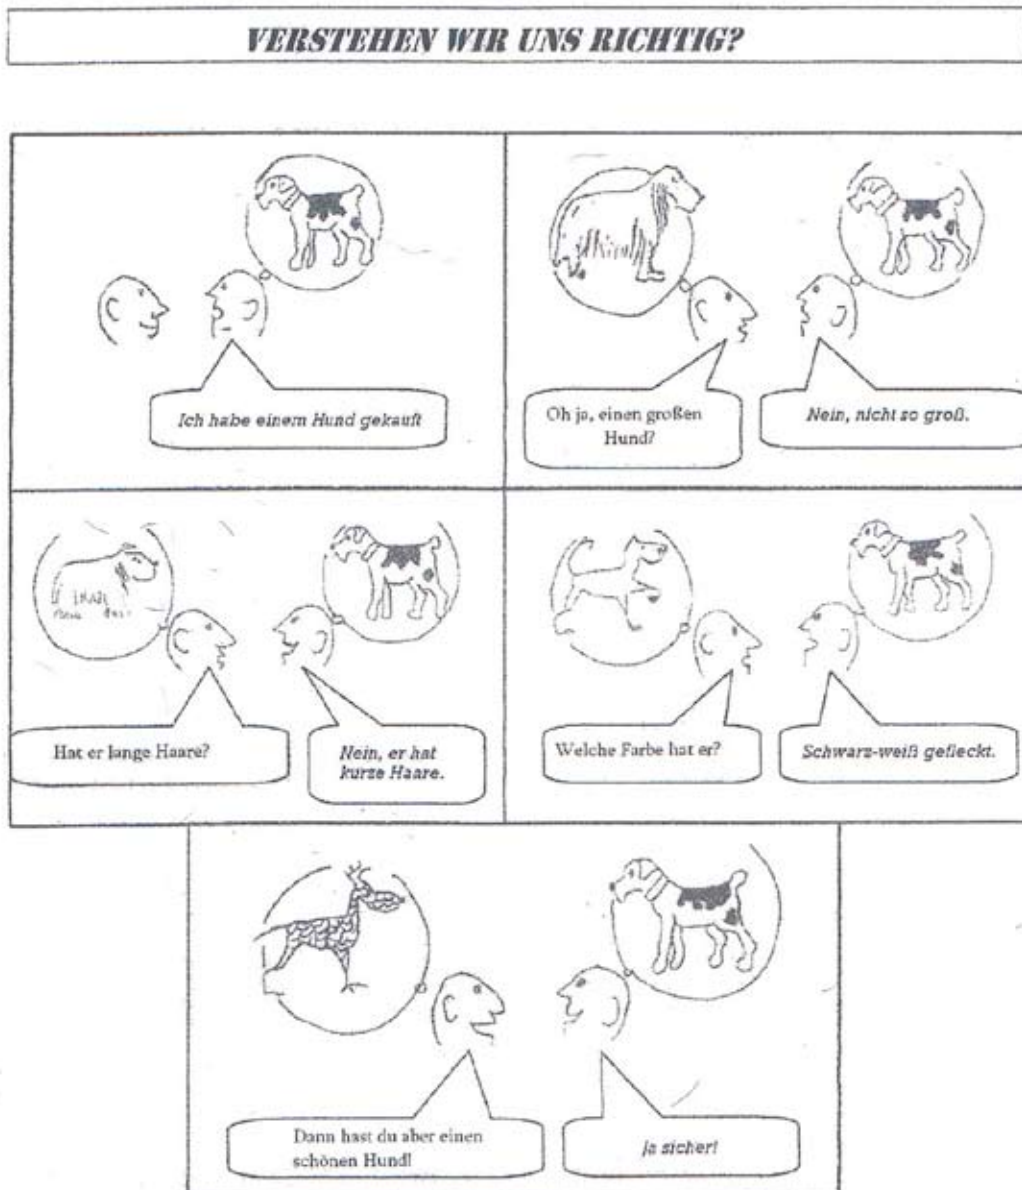 VERSTEHEN WIR UNS RICHTIG?
Ich habe einem Hund gekauft
Oh ja, einen großen
Hund?
Nein, nicht so groß.
Hat er lange Haare?
Nein, er hat
kurze Haare.
Welche Farbe hat er?
Schwarz-weiß gefleckt.
Dann hast du aber einen
schönen Hund!
Ja sicher!